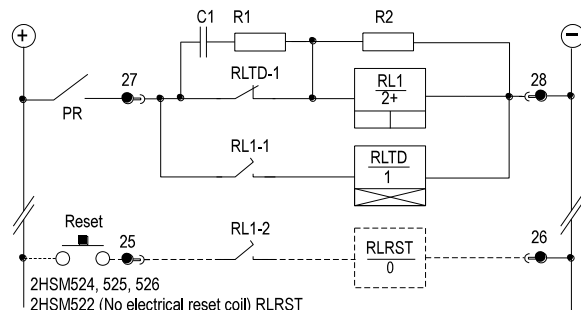 C1 R1 R2
+ −
27 RLTD-1 RL1 28
2+
PR
RL1-1 RLTD
1
Reset 25 RL1-2 RLRST 26
0
2HSM524, 525, 526
2HSM522 (No electrical reset coil) RLRST